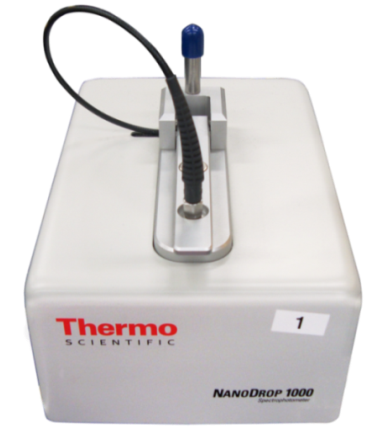 Thermo
SCIENTIFIC
1
NANODROP 1000
Spectrophotometer